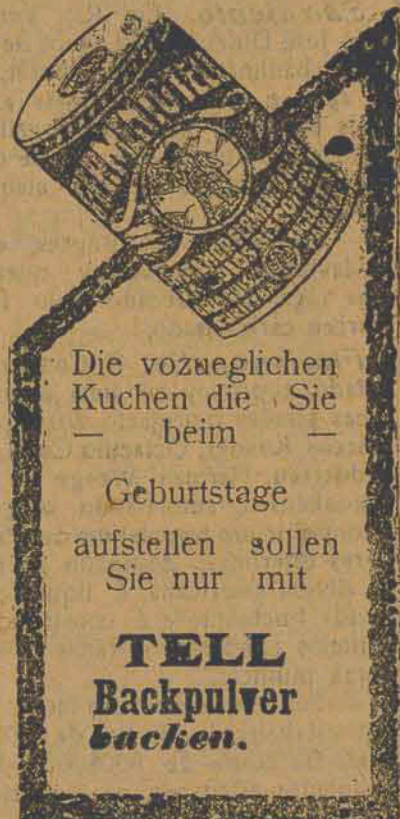 Die vozueglichen
Kuchen die Sie
— beim —
Geburtstage
aufstellen sollen
Sie nur mit
TELL
Backpulver
backen.